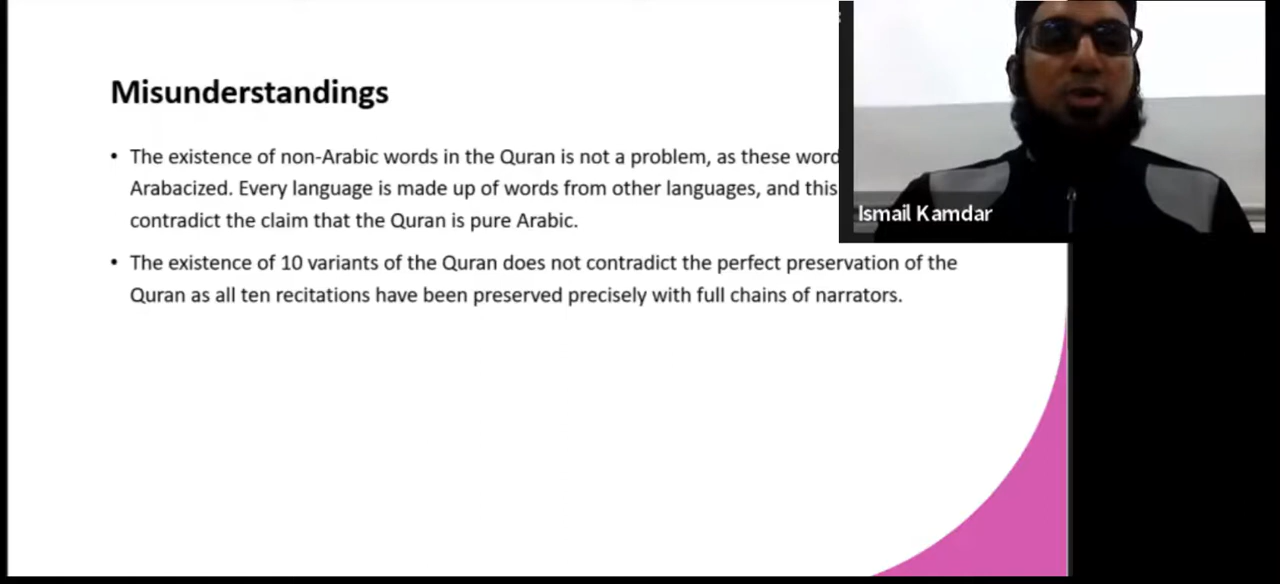 Misunderstandings
• The existence of non-Arabic words in the Quran is not a problem, as these word
Arabacized. Every language is made up of words from other languages, and this
contradict the claim that the Quran is pure Arabic.
• The existence of 10 variants of the Quran does not contradict the perfect preservation of the
Quran as all ten recitations have been preserved precisely with full chains of narrators.
Ismail Kamdar